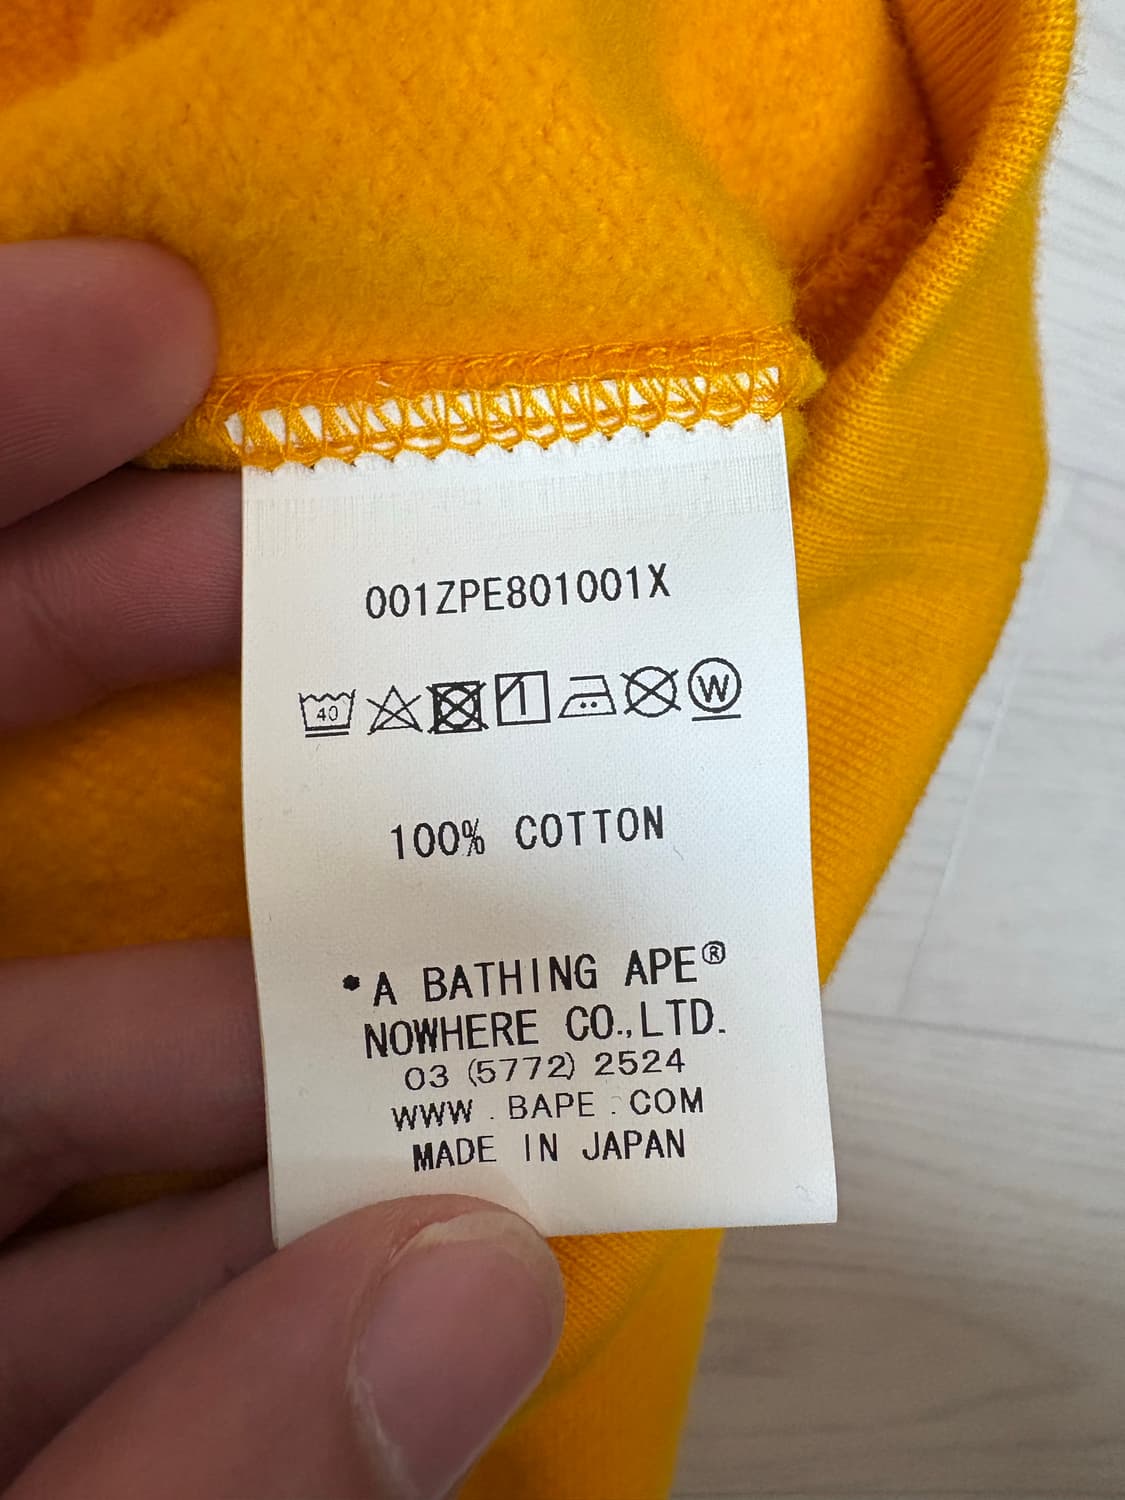 001ZPE801001X
40 W
100% COTTON
*A BATHING APE®
NOWHERE CO.,LTD.
03 (5772) 2524
WWW . BAPE . COM
MADE IN JAPAN